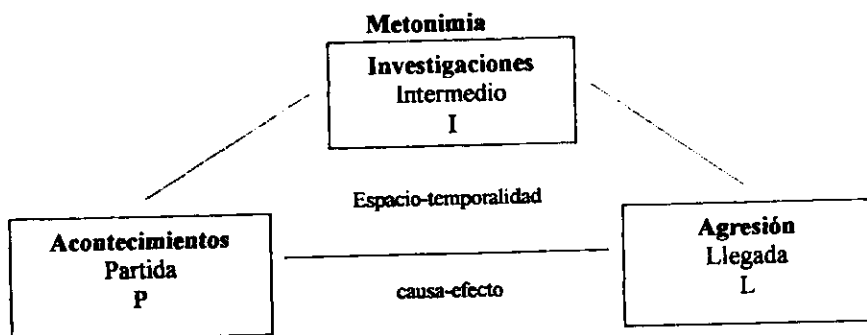 Metonimia
Investigaciones
Intermedio
I
Espacio-temporalidad
Acontecimientos
Partida
P
Agresión
Llegada
L
causa-efecto